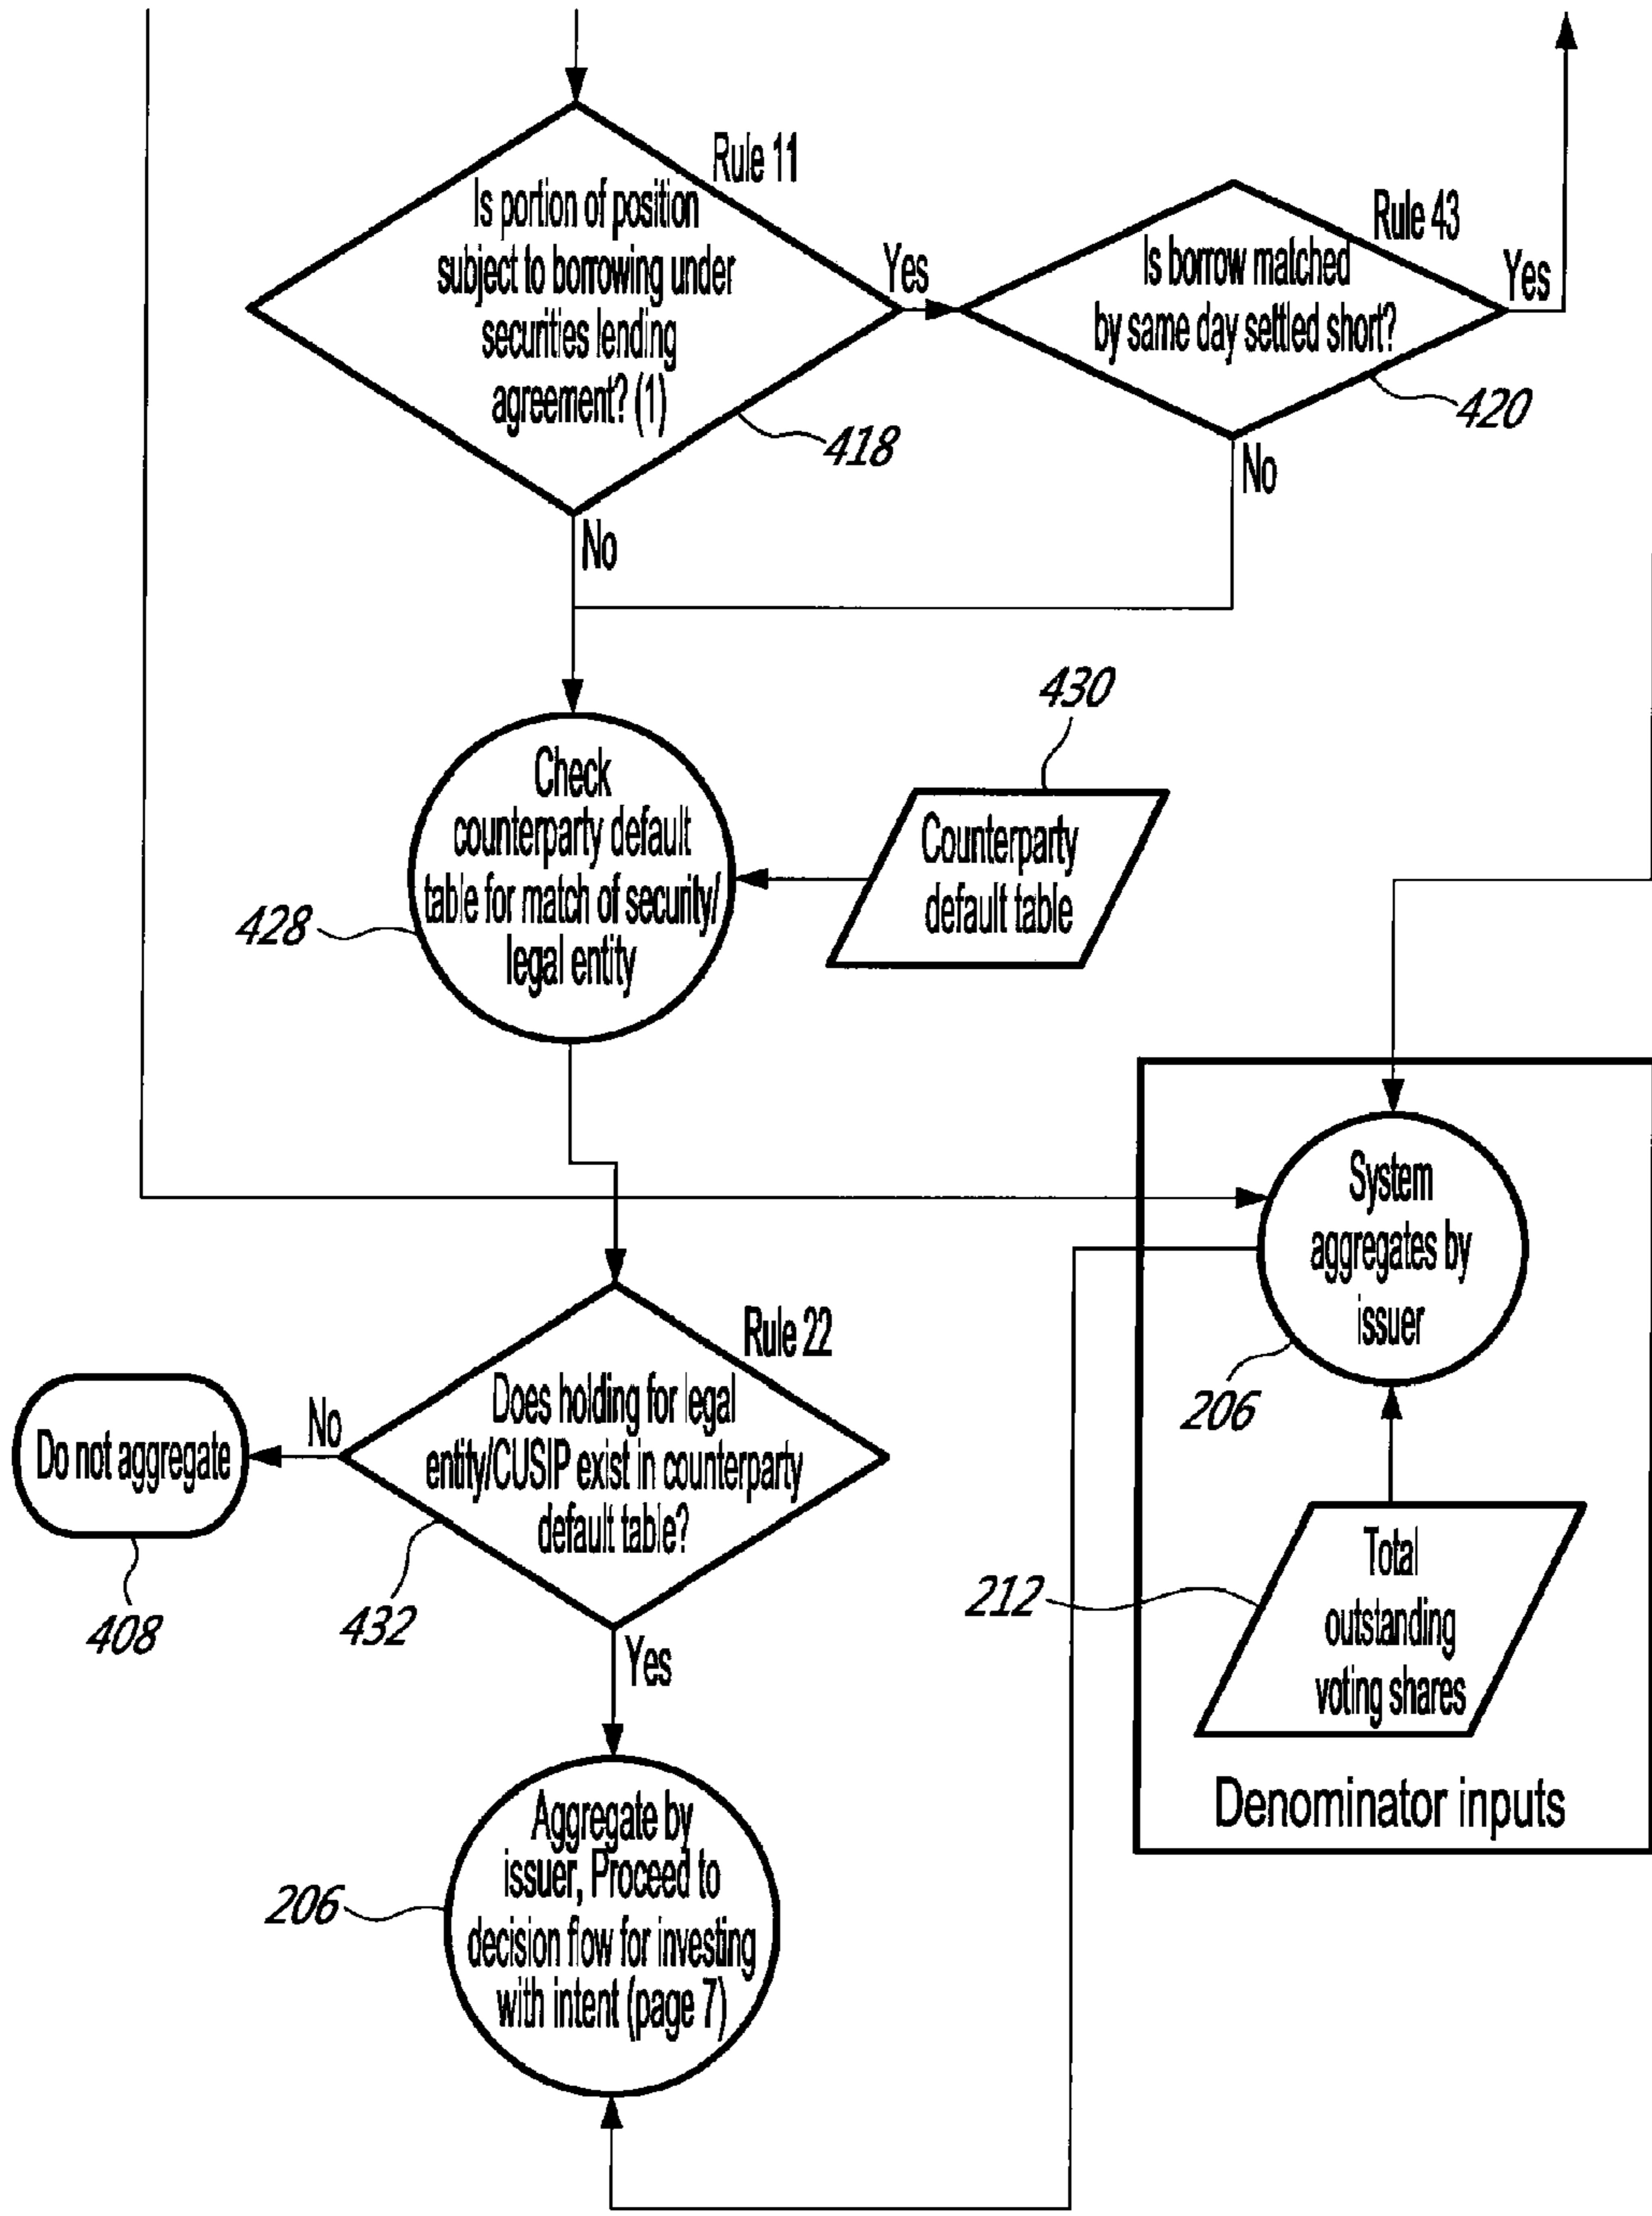 Rule 11
Is portion of position
subject to borrowing under
securities lending
agreement? (1)
Yes
418
No
Rule 43
Is borrow matched
by same day settled short?
Yes
420
No
430
Check
counterparty default
table for match of security/
legal entity
428
Counterparty
default table
System
aggregates by
issuer
206
Rule 22
Does holding for legal
entity/CUSIP exist in counterparty
default table?
No
Do not aggregate
408
432
Yes
212
Total
outstanding
voting shares
Denominator inputs
Aggregate by
issuer, Proceed to
decision flow for investing
with intent (page 7)
206